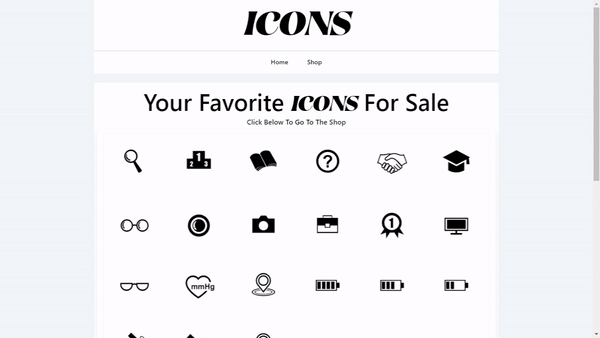 ICONS
Home Shop
Your Favorite ICONS For Sale
Click Below To Go To The Shop
1
2 3
?
1
mmHg